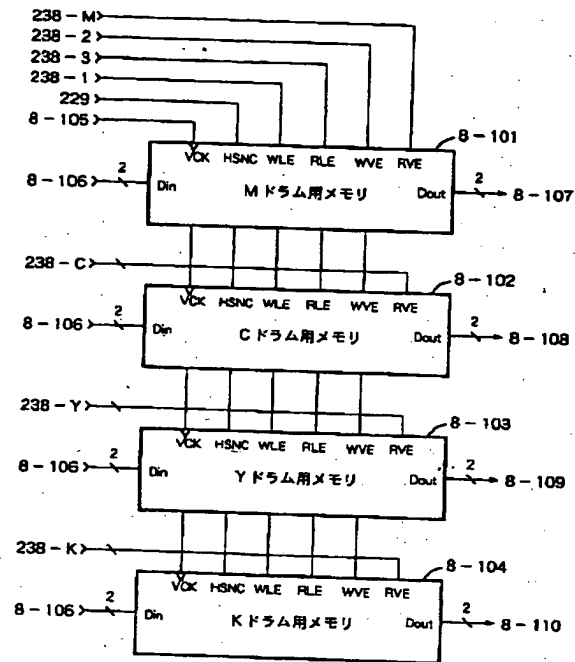 238-M
238-2
238-3
238-1
229
8-105
8-101
VCK HSNC WLE RLE WVE RVE
8-106 2 Din Mドラム用メモリ Dout 2 8-107
238-C
8-102
VCK HSNC WLE RLE WVE RVE
8-106 2 Din Cドラム用メモリ Dout 2 8-108
238-Y
8-103
VCK HSNC WLE RLE WVE RVE
8-106 2 Din Yドラム用メモリ Dout 2 8-109
238-K
8-104
VCK HSNC WLE RLE WVE RVE
8-106 2 Din Kドラム用メモリ Dout 2 8-110